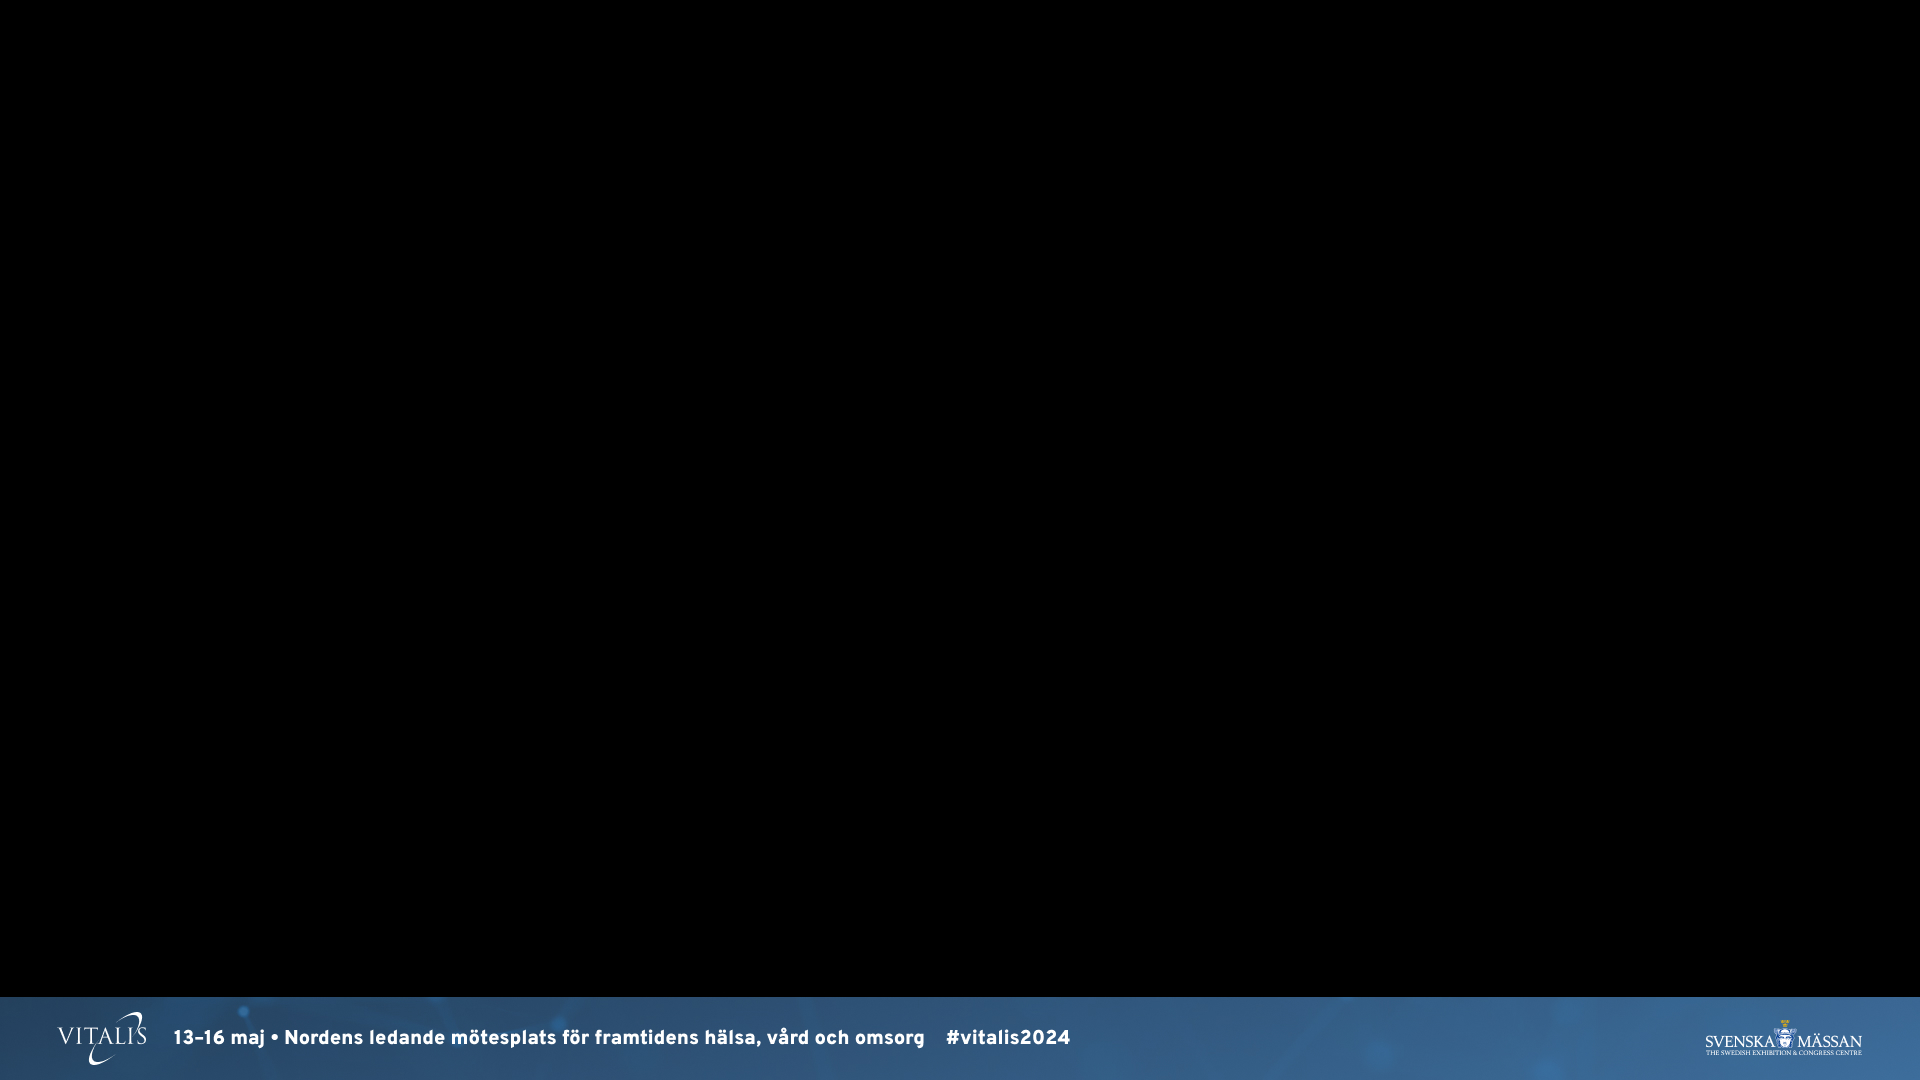 VITALIS
13–16 maj • Nordens ledande mötesplats för framtidens hälsa, vård och omsorg #vitalis2024
SVENSKA MÄSSAN
THE SWEDISH EXHIBITION & CONGRESS CENTRE